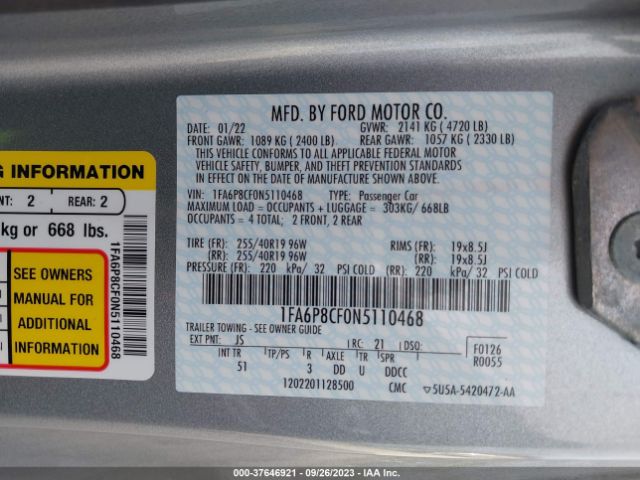 MFD. BY FORD MOTOR CO.
DATE: 01/22 GVWR: 2141 KG ( 4720 LB)
FRONT GAWR: 1089 KG ( 2400 LB) REAR GAWR: 1057 KG ( 2330 LB)
THIS VEHICLE CONFORMS TO ALL APPLICABLE FEDERAL MOTOR
VEHICLE SAFETY, BUMPER, AND THEFT PREVENTION STANDARDS
IN EFFECT ON THE DATE OF MANUFACTURE SHOWN ABOVE.
VIN: 1FA6P8CF0N5110468 TYPE: Passenger Car
MAXIMUM LOAD = OCCUPANTS + LUGGAGE = 303KG/ 668LB
OCCUPANTS = 4 TOTAL; 2 FRONT, 2 REAR
TIRE (FR): 255/40R19 96W RIMS (FR): 19x8.5J
(RR): 255/40R19 96W (RR): 19x8.5J
PRESSURE (FR): 220 kPa/ 32 PSI COLD (RR): 220 kPa/ 32 PSI COLD
1FA6P8CF0N5110468
TRAILER TOWING - SEE OWNER GUIDE
EXT PNT: JS RC: 21 DSO:
F0126
R0055
INT TR TP/PS R AXLE TR SPR
51 3 DD U DDCC
1202201128500 CMC 5U5A-5420472-AA
G INFORMATION
NT: 2 REAR: 2
kg or 668 lbs.
SEE OWNERS
MANUAL FOR
ADDITIONAL
INFORMATION
1FA6P8CF0N5110468
000-37646921 - 09/26/2023 - IAAI.COM